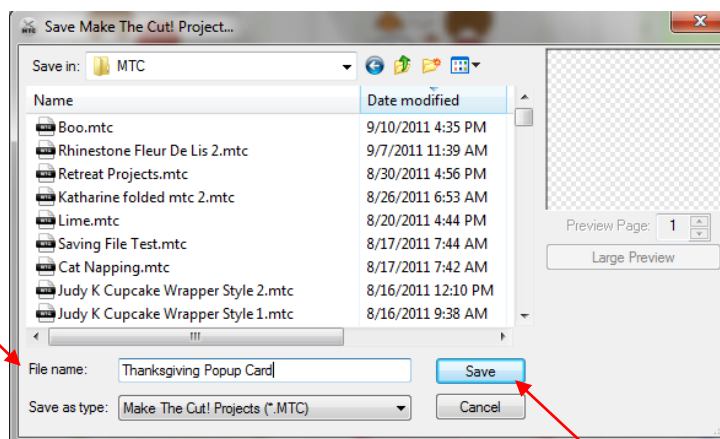 Save Make The Cut! Project...
Save in: MTC
Name Date modified
Boo.mtc 9/10/2011 4:35 PM
Rhinestone Fleur De Lis 2.mtc 9/7/2011 11:39 AM
Retreat Projects.mtc 8/30/2011 4:56 PM
Katharine folded mtc 2.mtc 8/26/2011 6:53 AM
Lime.mtc 8/20/2011 4:44 PM
Saving File Test.mtc 8/17/2011 7:44 AM
Cat Napping.mtc 8/17/2011 7:42 AM
Judy K Cupcake Wrapper Style 2.mtc 8/16/2011 12:10 PM
Judy K Cupcake Wrapper Style 1.mtc 8/16/2011 9:38 AM
Preview Page: 1
Large Preview
File name: Thanksgiving Popup Card Save
Save as type: Make The Cut! Projects (*.MTC) Cancel